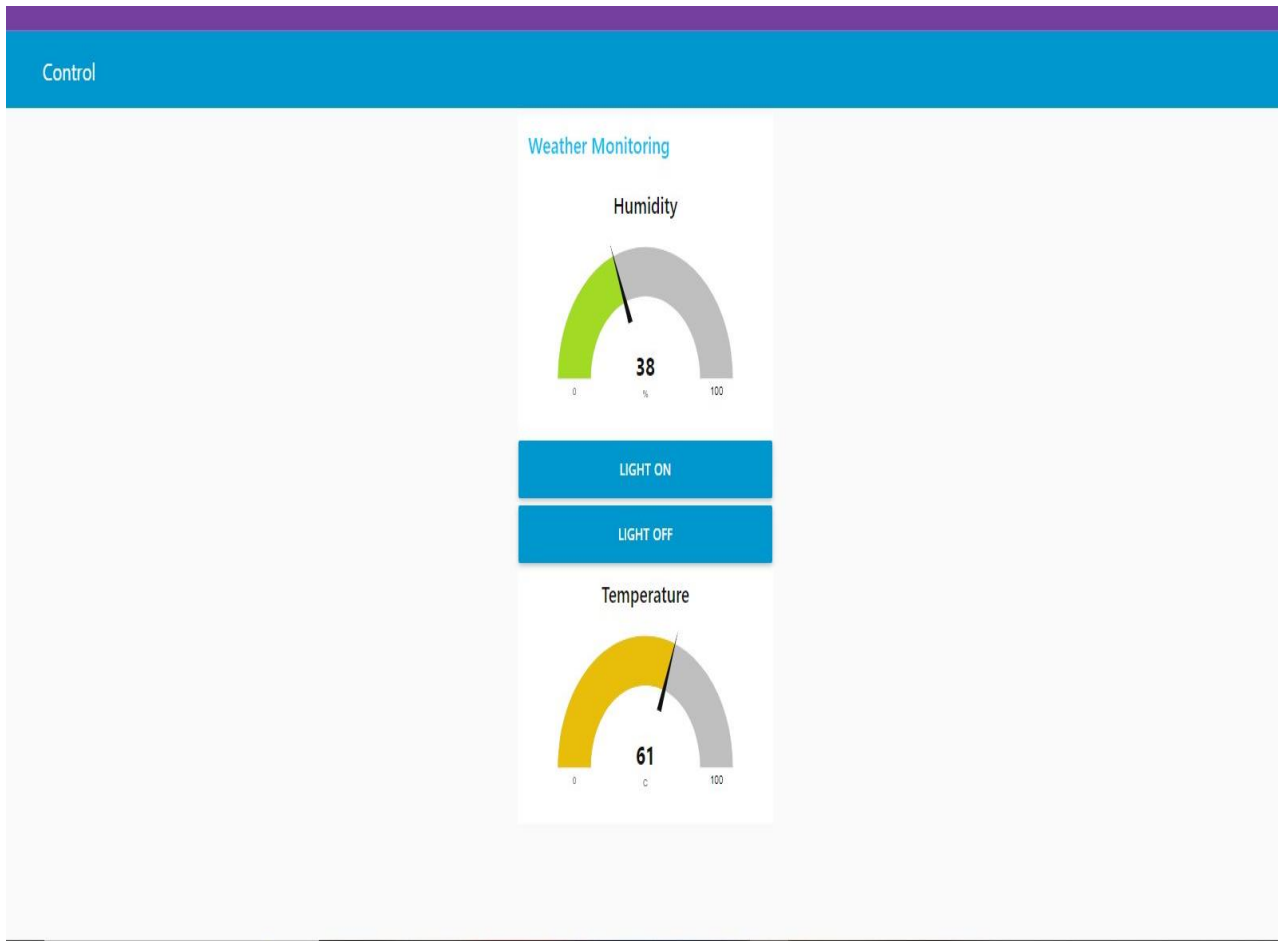 Control
Weather Monitoring
Humidity
38
0 % 100
LIGHT ON
LIGHT OFF
Temperature
61
0 C 100